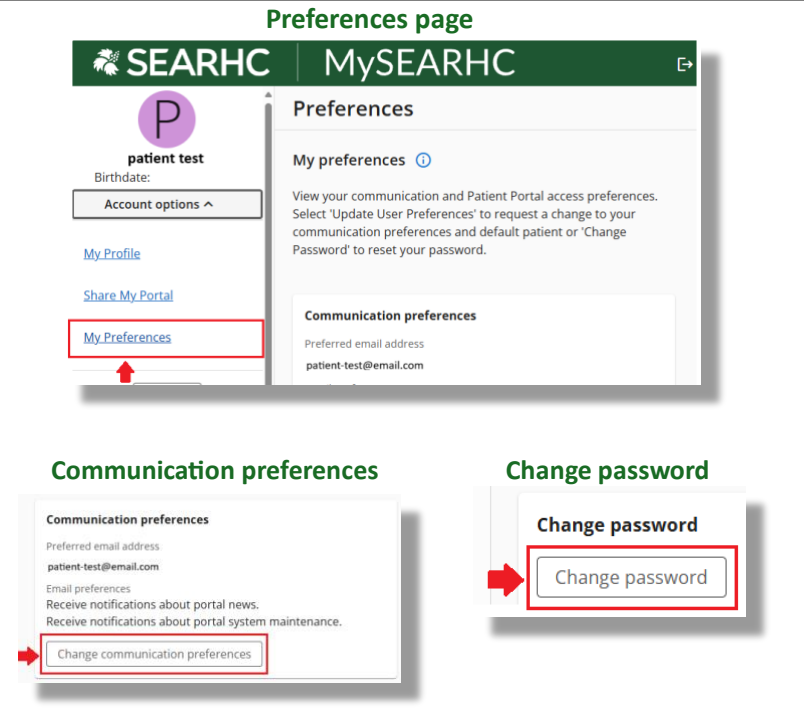 Preferences page
SEARHC
MySEARHC
P
patient test
Birthdate:
Account options
My Profile
Share My Portal
My Preferences
Preferences
My preferences
View your communication and Patient Portal access preferences.
Select 'Update User Preferences' to request a change to your
communication preferences and default patient or 'Change
Password' to reset your password.
Communication preferences
Preferred email address
patient-test@email.com
Communication preferences
Communication preferences
Preferred email address
patient-test@email.com
Email preferences
Receive notifications about portal news.
Receive notifications about portal system maintenance.
Change communication preferences
Change password
Change password
Change password